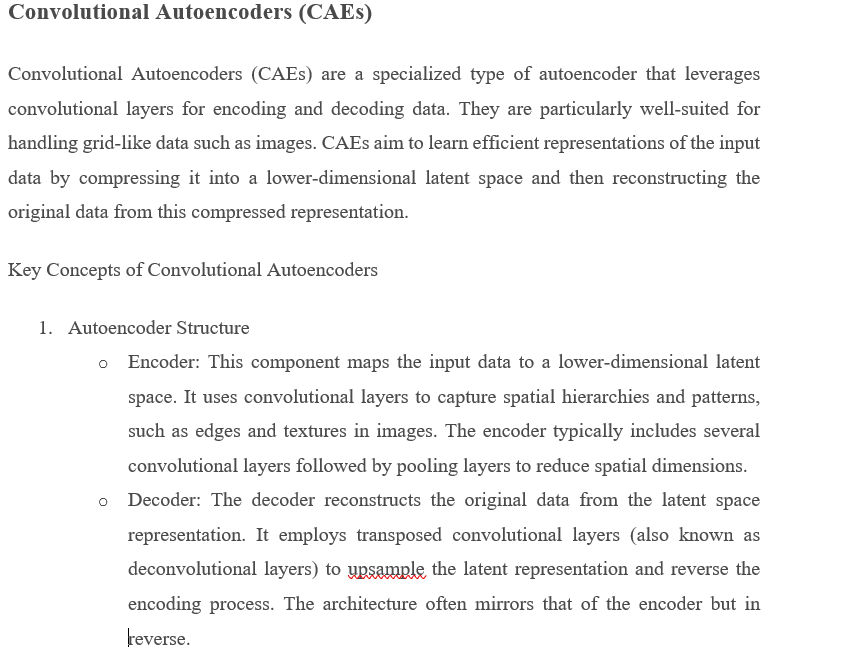 Convolutional Autoencoders (CAEs)
Convolutional Autoencoders (CAEs) are a specialized type of autoencoder that leverages
convolutional layers for encoding and decoding data. They are particularly well-suited for
handling grid-like data such as images. CAEs aim to learn efficient representations of the input
data by compressing it into a lower-dimensional latent space and then reconstructing the
original data from this compressed representation.
Key Concepts of Convolutional Autoencoders
1. Autoencoder Structure
o Encoder: This component maps the input data to a lower-dimensional latent
space. It uses convolutional layers to capture spatial hierarchies and patterns,
such as edges and textures in images. The encoder typically includes several
convolutional layers followed by pooling layers to reduce spatial dimensions.
o Decoder: The decoder reconstructs the original data from the latent space
representation. It employs transposed convolutional layers (also known as
deconvolutional layers) to upsample the latent representation and reverse the
encoding process. The architecture often mirrors that of the encoder but in
reverse.